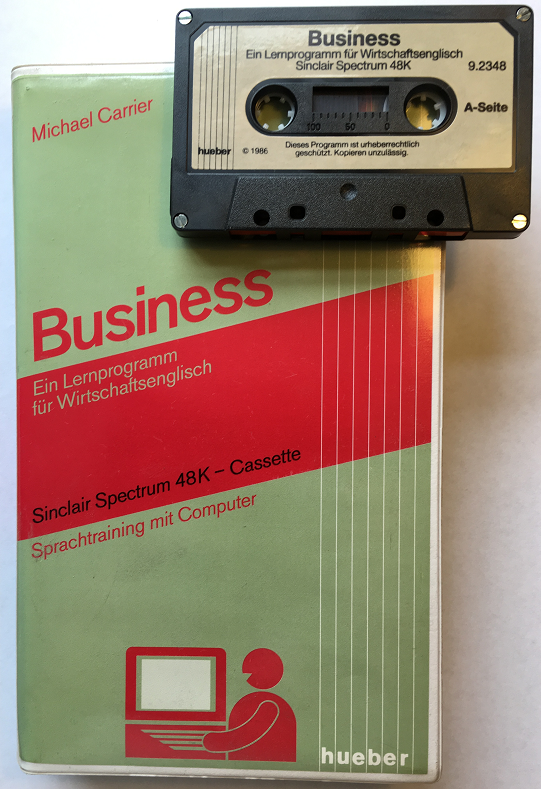 Business
Ein Lernprogramm für Wirtschaftsenglisch
Sinclair Spectrum 48K
9.2348
A-Seite
100 50 0
hueber
© 1986
Dieses Programm ist urheberrechtlich
geschützt. Kopieren unzulässig.
Michael Carrier
Business
Ein Lernprogramm
für Wirtschaftsenglisch
Sinclair Spectrum 48K – Cassette
Sprachtraining mit Computer
hueber